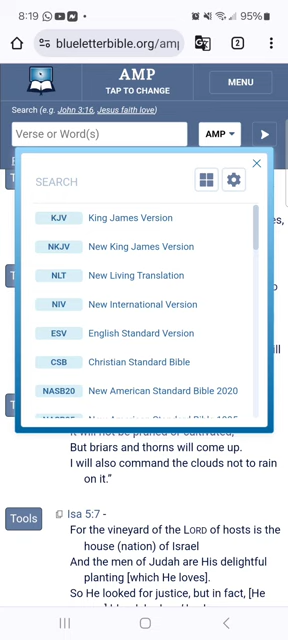 8:19
95%
blueletterbible.org/amp
2
AMP
TAP TO CHANGE
MENU
Search (e.g. John 3:16, Jesus faith love)
Verse or Word(s)
AMP
SEARCH
KJV King James Version
NKJV New King James Version
NLT New Living Translation
NIV New International Version
ESV English Standard Version
CSB Christian Standard Bible
NASB20 New American Standard Bible 2020
It will not be pruned or cultivated,
But briars and thorns will come up.
I will also command the clouds not to rain
on it.”
Tools
Isa 5:7 -
For the vineyard of the LORD of hosts is the
house (nation) of Israel
And the men of Judah are His delightful
planting [which He loves].
So He looked for justice, but in fact, [He